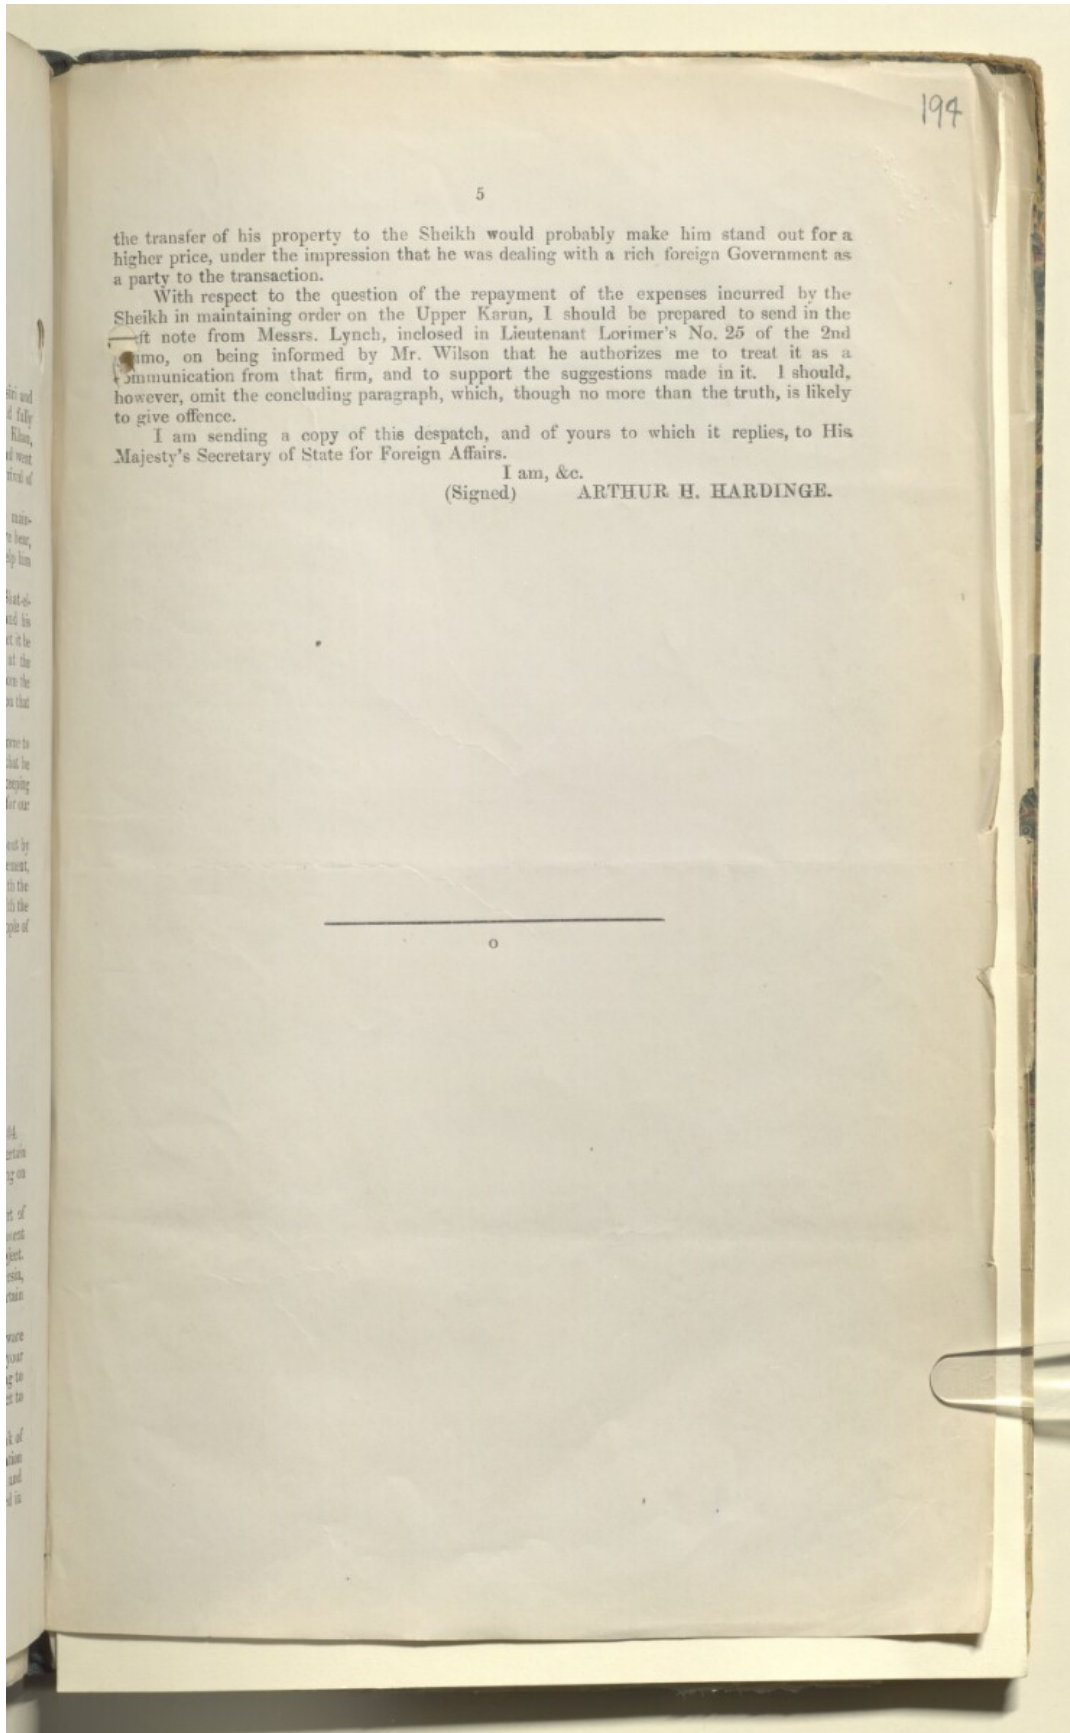 194
5
the transfer of his property to the Sheikh would probably make him stand out for a
higher price, under the impression that he was dealing with a rich foreign Government as
a party to the transaction.
With respect to the question of the repayment of the expenses incurred by the
Sheikh in maintaining order on the Upper Karun, I should be prepared to send in the
ft note from Messrs. Lynch, inclosed in Lieutenant Lorimer's No. 25 of the 2nd
imo, on being informed by Mr. Wilson that he authorizes me to treat it as a
ommunication from that firm, and to support the suggestions made in it. I should,
however, omit the concluding paragraph, which, though no more than the truth, is likely
to give offence.
I am sending a copy of this despatch, and of yours to which it replies, to His
Majesty's Secretary of State for Foreign Affairs.
I am, &c.
(Signed) ARTHUR H. HARDINGE.
o